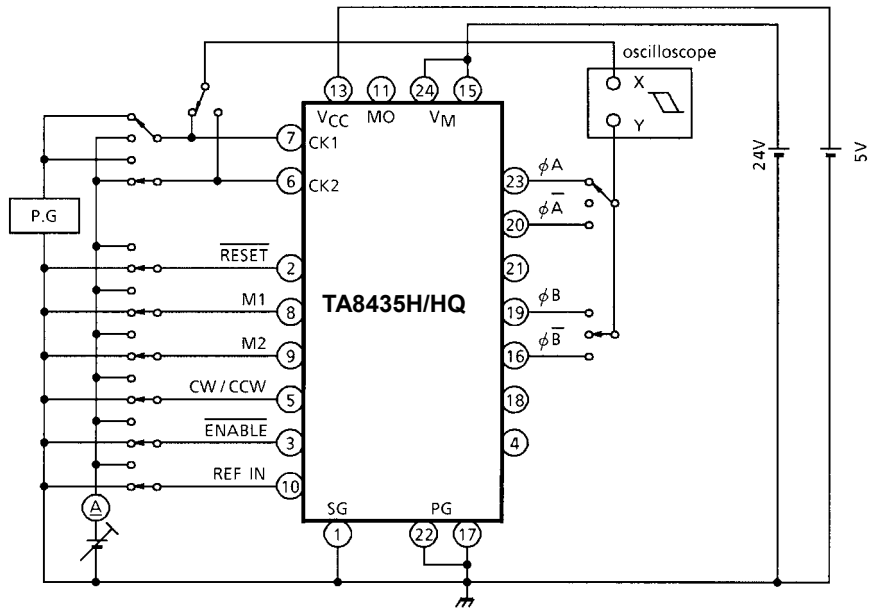 oscilloscope
13
11
24
15
X
VCC
MO
VM
Y
7
CK1
24V
5V
6
CK2
23
φA
P.G
20
φA̅
R̅E̅S̅E̅T̅
2
21
M1
8
TA8435H/HQ
19
φB
M2
9
16
φB̅
CW / CCW
5
18
E̅N̅A̅B̅L̅E̅
3
4
REF IN
10
A
SG
PG
1
22
17